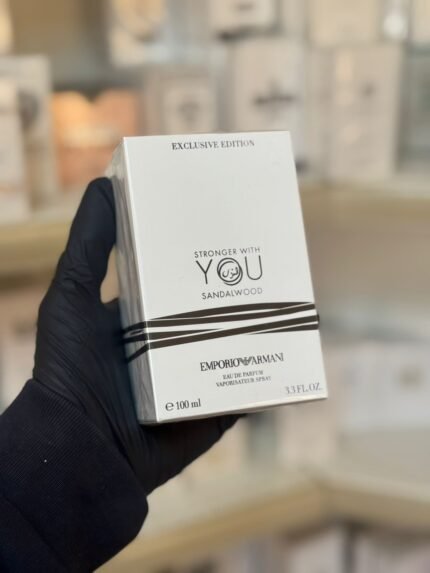 EXCLUSIVE EDITION
STRONGER WITH
YOU
SANDALWOOD
EMPORIO ARMANI
EAU DE PARFUM
VAPORISATEUR SPRAY
e 100 ml
3.3 FL.OZ.